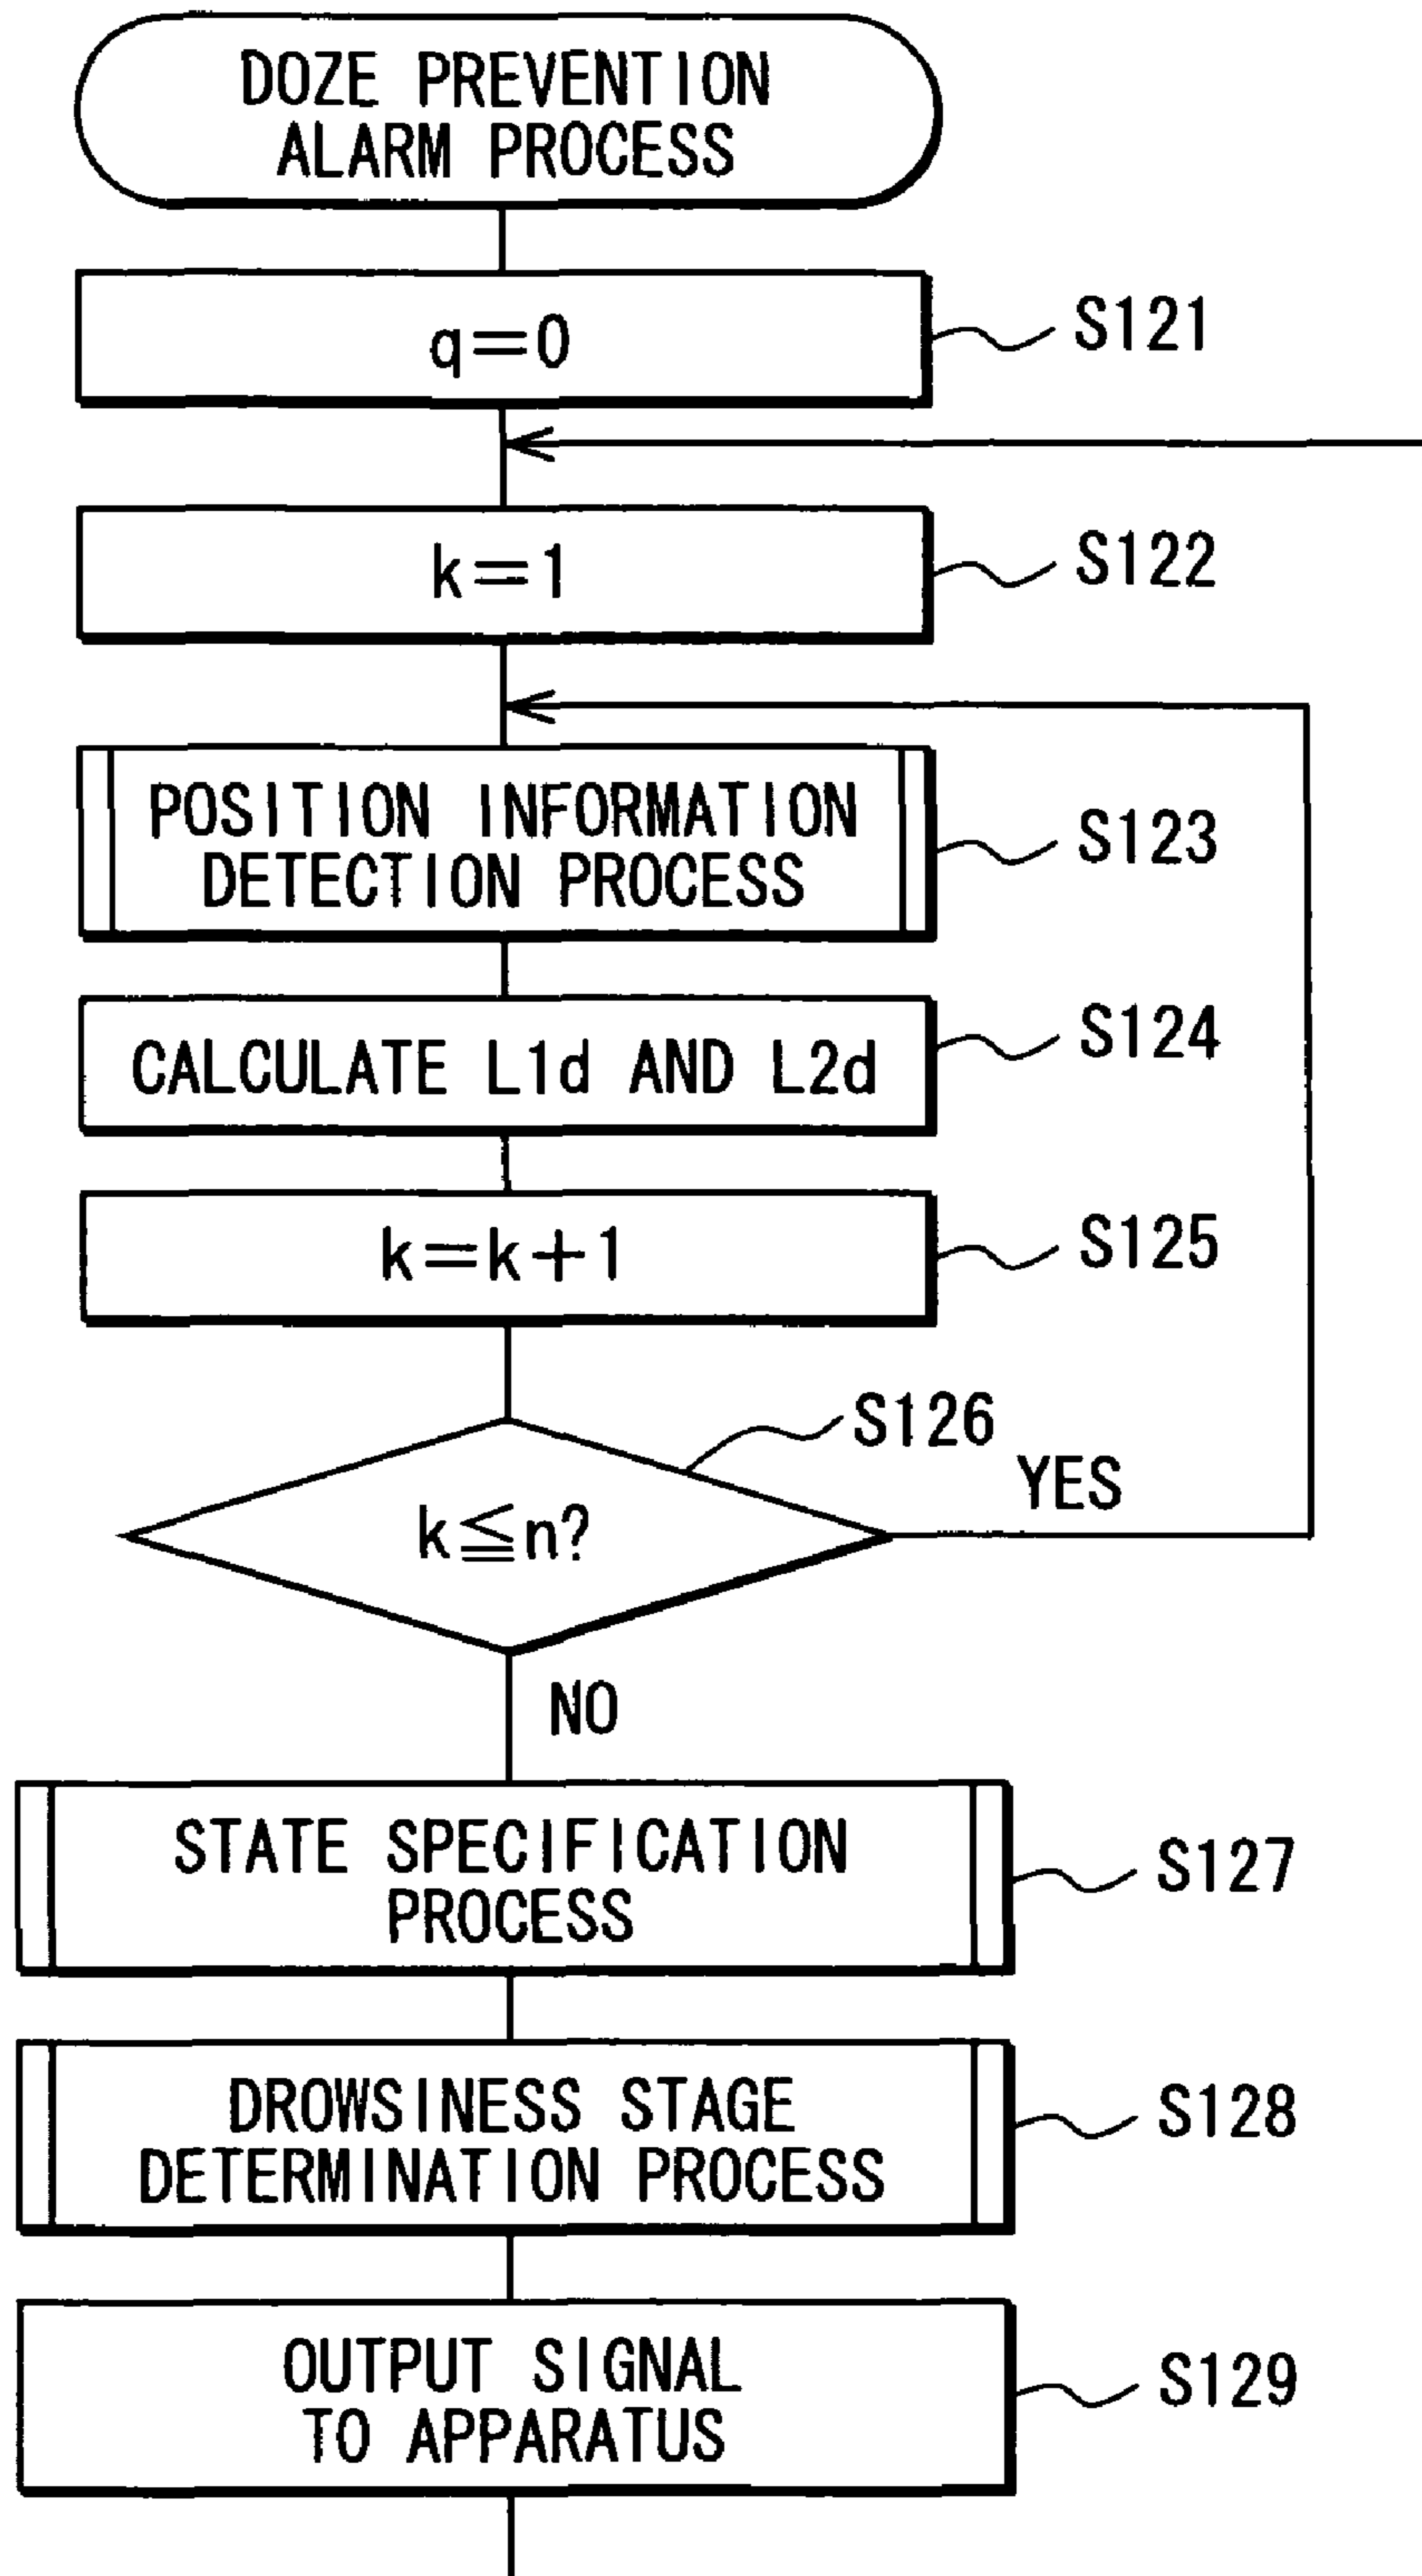 DOZE PREVENTION
ALARM PROCESS
q=0
S121
k=1
S122
POSITION INFORMATION
DETECTION PROCESS
S123
CALCULATE L1d AND L2d
S124
k=k+1
S125
S126
k≦n?
YES
NO
STATE SPECIFICATION
PROCESS
S127
DROWSINESS STAGE
DETERMINATION PROCESS
S128
OUTPUT SIGNAL
TO APPARATUS
S129